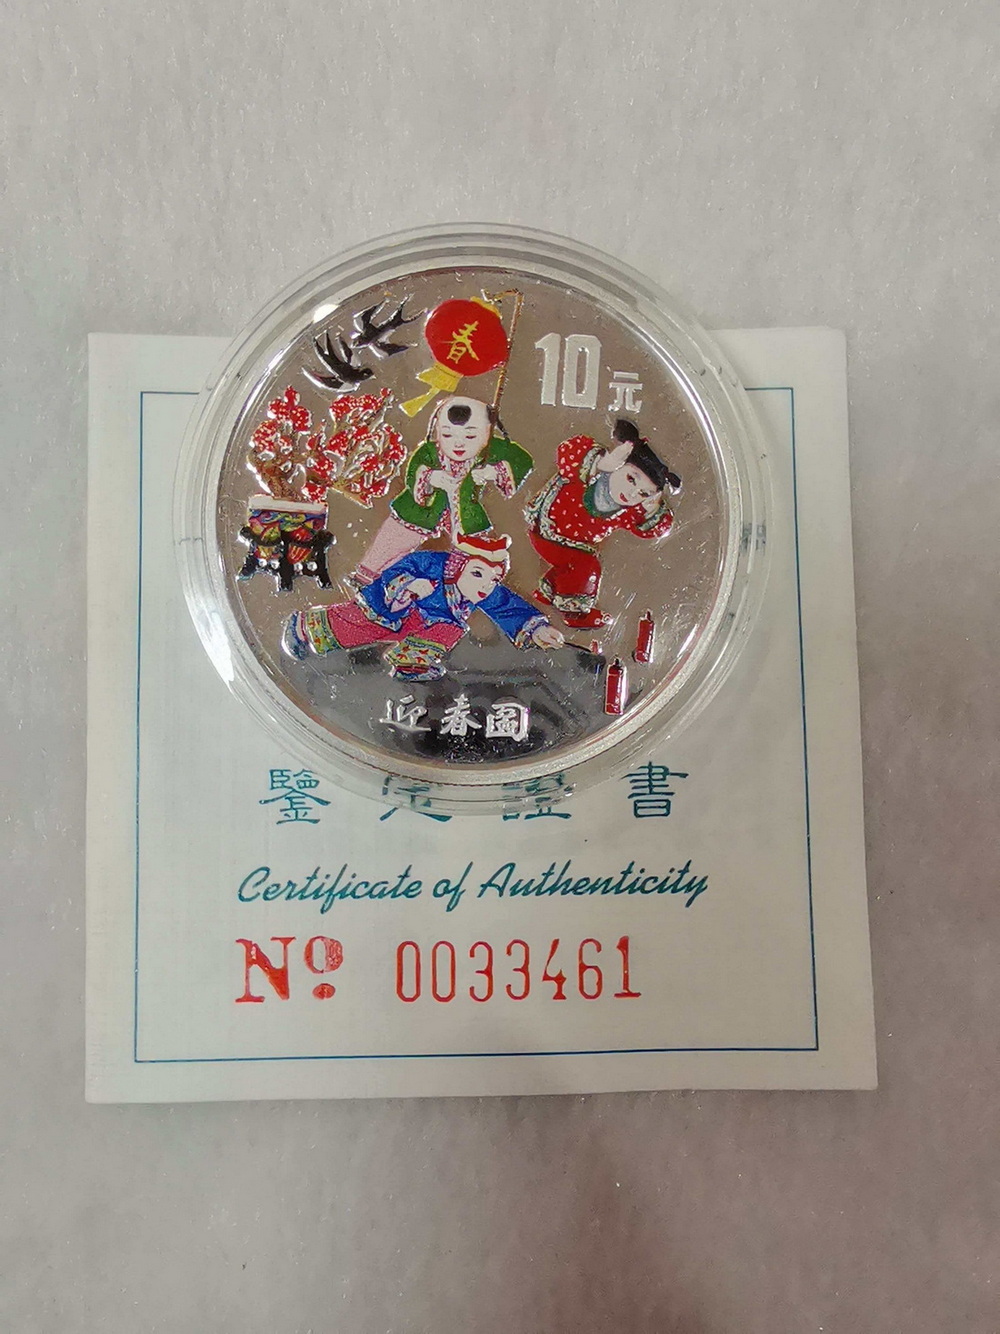 春
10元
迎春圖
鑒定證書
Certificate of Authenticity
No. 0033461